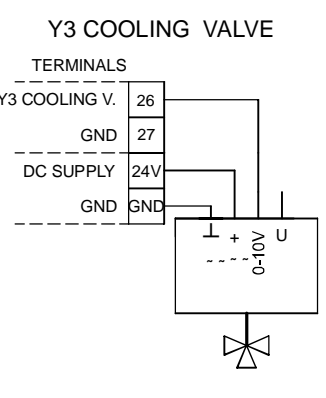 Y3 COOLING VALVE
TERMINALS
Y3 COOLING V. 26
GND 27
DC SUPPLY 24V
GND GND
⊥ + 0-10V U
~ ~ ~ ~